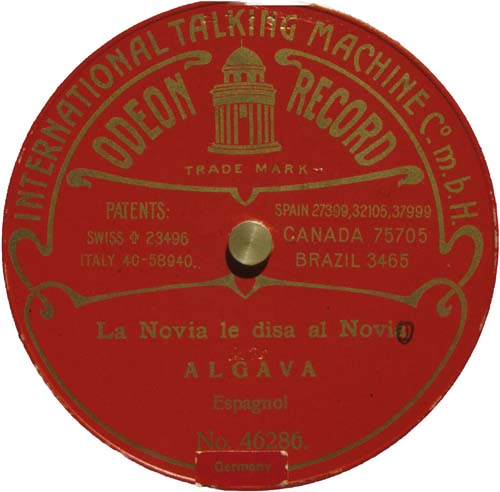 INTERNATIONAL TALKING MACHINE Co. m.b.H.
ODEON RECORD
TRADE MARK
PATENTS:
SWISS ✠ 23496
ITALY 40-58940.
SPAIN 27399,32105,37999
CANADA 75705
BRAZIL 3465
La Novia le disa al Novia
ALGAVA
Espagnol
No. 46286.
Germany